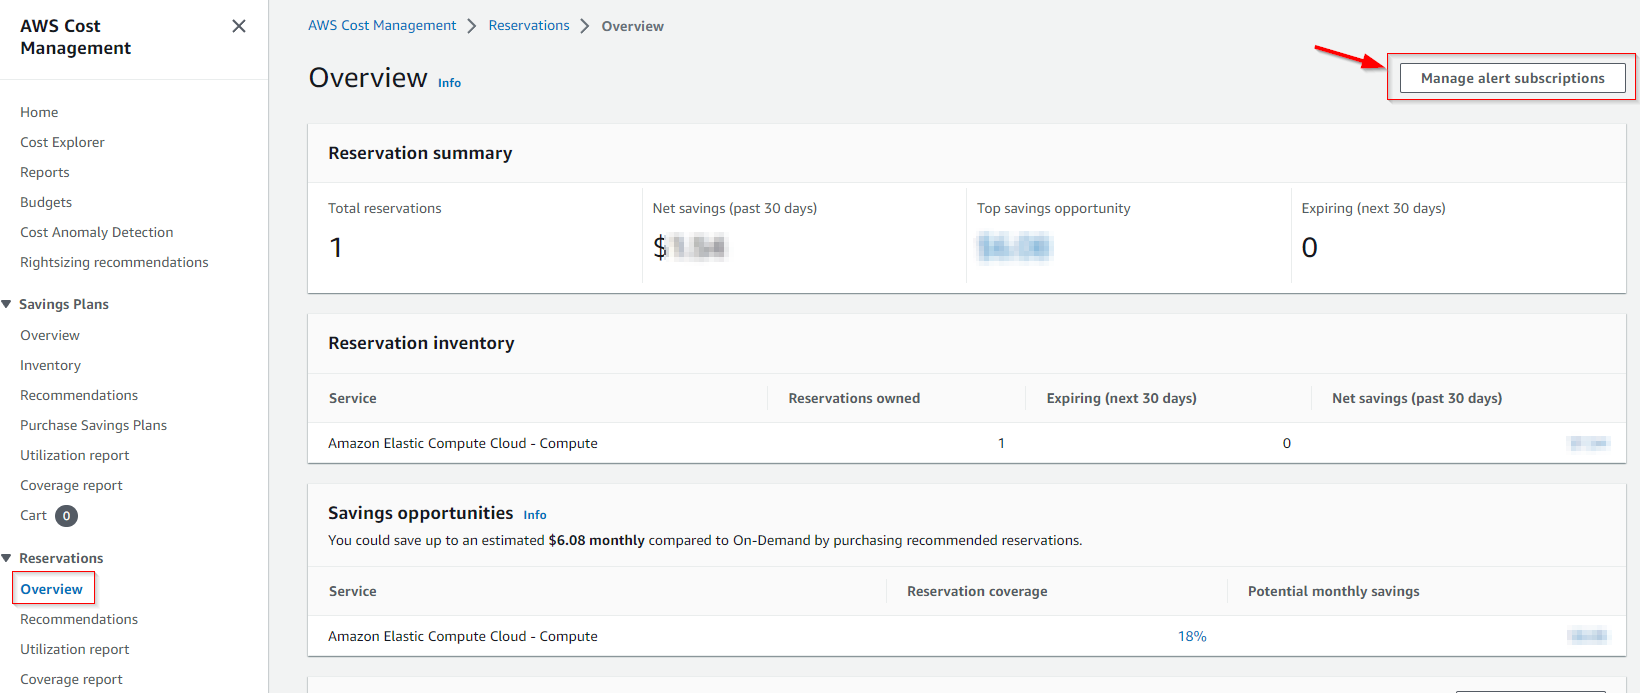 AWS Cost
Management
Home
Cost Explorer
Reports
Budgets
Cost Anomaly Detection
Rightsizing recommendations
Savings Plans
Overview
Inventory
Recommendations
Purchase Savings Plans
Utilization report
Coverage report
Cart 0
Reservations
Overview
Recommendations
Utilization report
Coverage report
AWS Cost Management > Reservations > Overview
Overview Info
Manage alert subscriptions
Reservation summary
Total reservations
1
Net savings (past 30 days)
$
Top savings opportunity
Expiring (next 30 days)
0
Reservation inventory
Service Reservations owned Expiring (next 30 days) Net savings (past 30 days)
Amazon Elastic Compute Cloud - Compute 1 0
Savings opportunities Info
You could save up to an estimated $6.08 monthly compared to On-Demand by purchasing recommended reservations.
Service Reservation coverage Potential monthly savings
Amazon Elastic Compute Cloud - Compute 18%